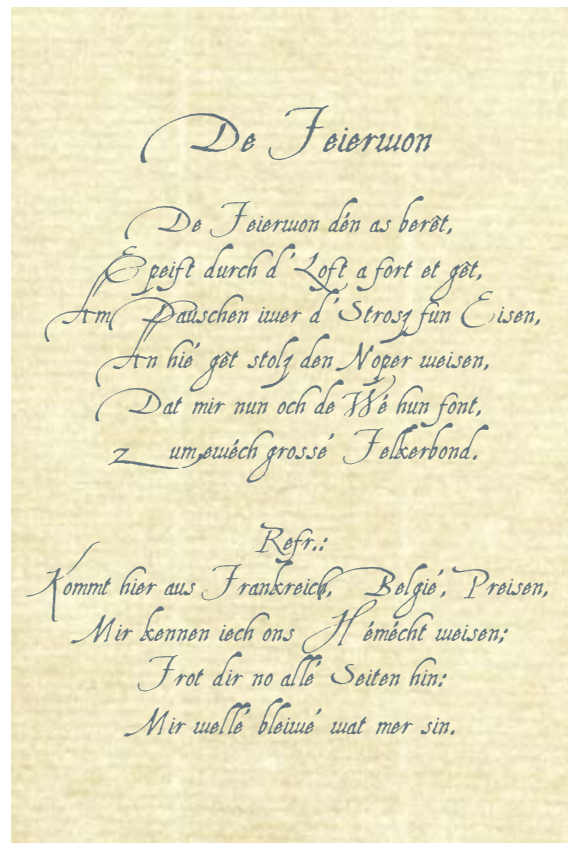 De Feierwon
De Feierwon dén as berêt,
E peift durch d' Loft a fort et gêt,
Am Dauschen iwer d' Strosz fun Eisen,
An hié gêt stolz den Noper weisen,
Dat mir nun och de Wé hun font,
Zum ewéch grossé Felkerbond.
Refr.:
Kommt hier aus Frankreich, Belgié, Preisen,
Mir kennen iech ons Hémécht weisen;
Frot dir no allé Seiten hin:
Mir wellé bleiwé wat mer sin.